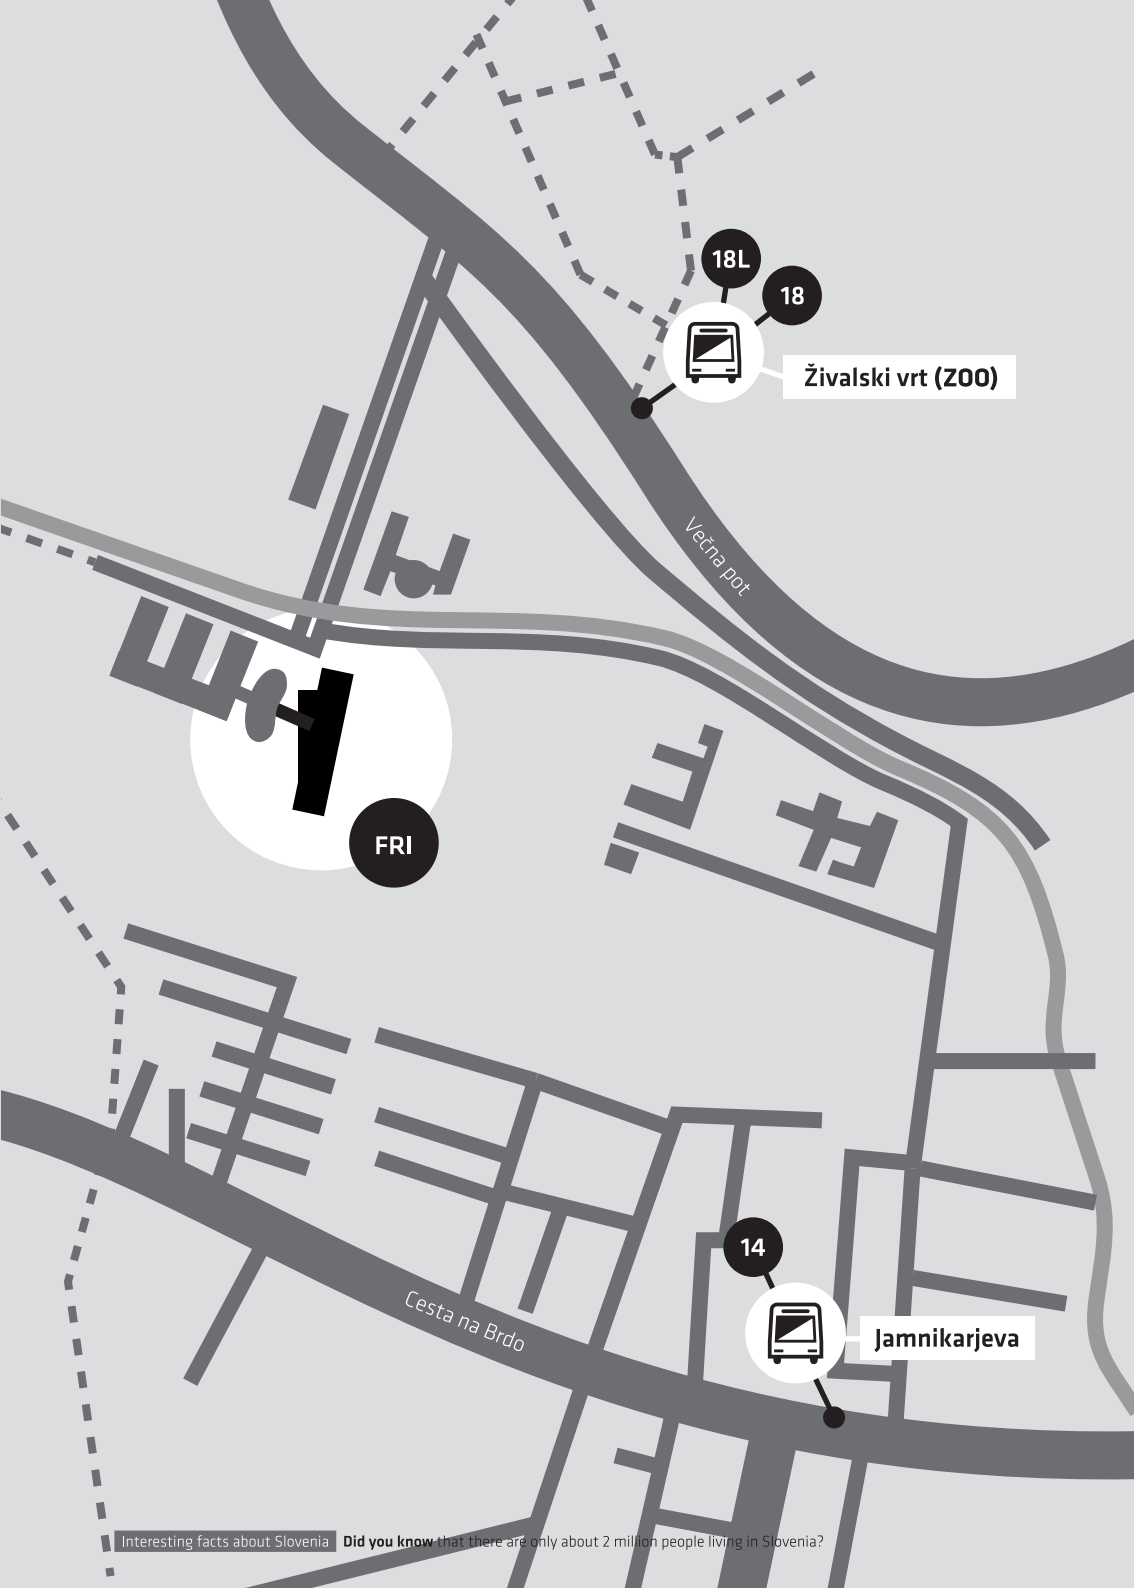 18L
18
Živalski vrt (ZOO)
Večna pot
FRI
14
Cesta na Brdo
Jamnikarjeva
Interesting facts about Slovenia Did you know that there are only about 2 million people living in Slovenia?